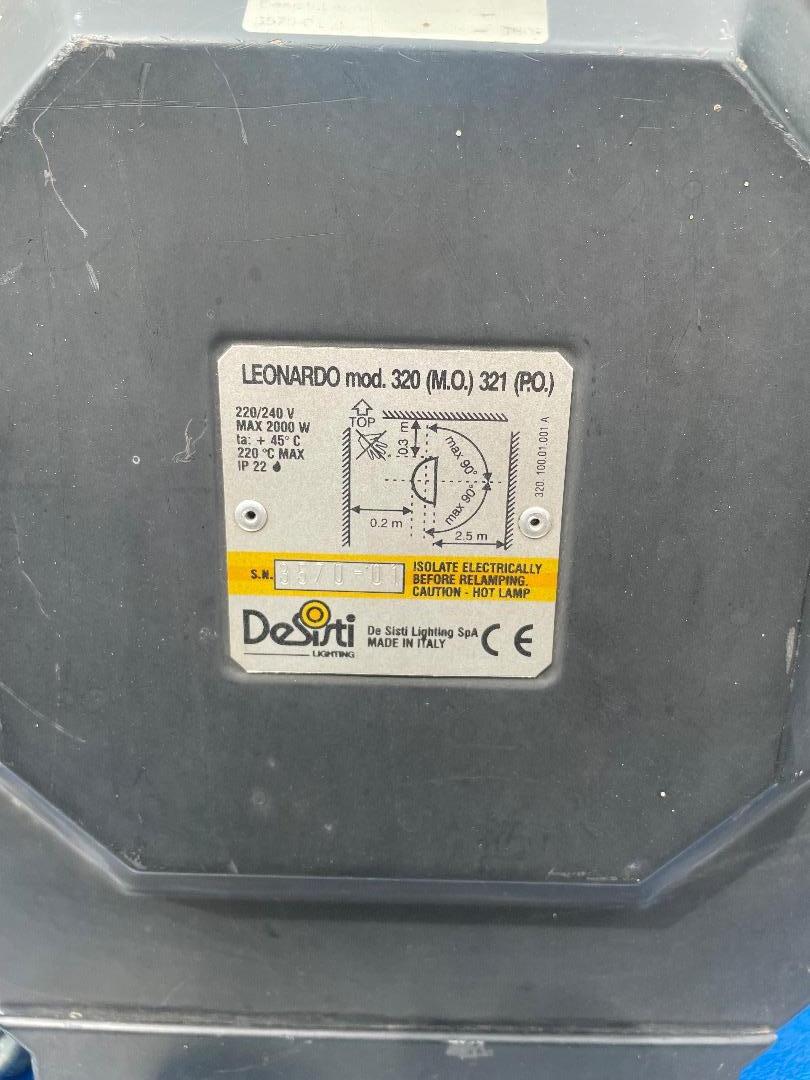 LEONARDO mod. 320 (M.O.) 321 (P.O.)
220/240 V
MAX 2000 W
ta: + 45° C
220 °C MAX
IP 22
TOP
0.3 m
max 90°
max 90°
0.2 m
2.5 m
320.100.01.001 A
S.N. 3570-01
ISOLATE ELECTRICALLY
BEFORE RELAMPING.
CAUTION - HOT LAMP
DeSisti
LIGHTING
De Sisti Lighting SpA
MADE IN ITALY
CE